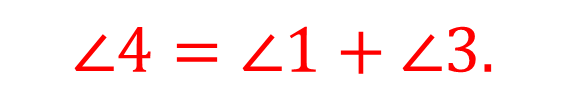 ∠4 = ∠1 + ∠3.